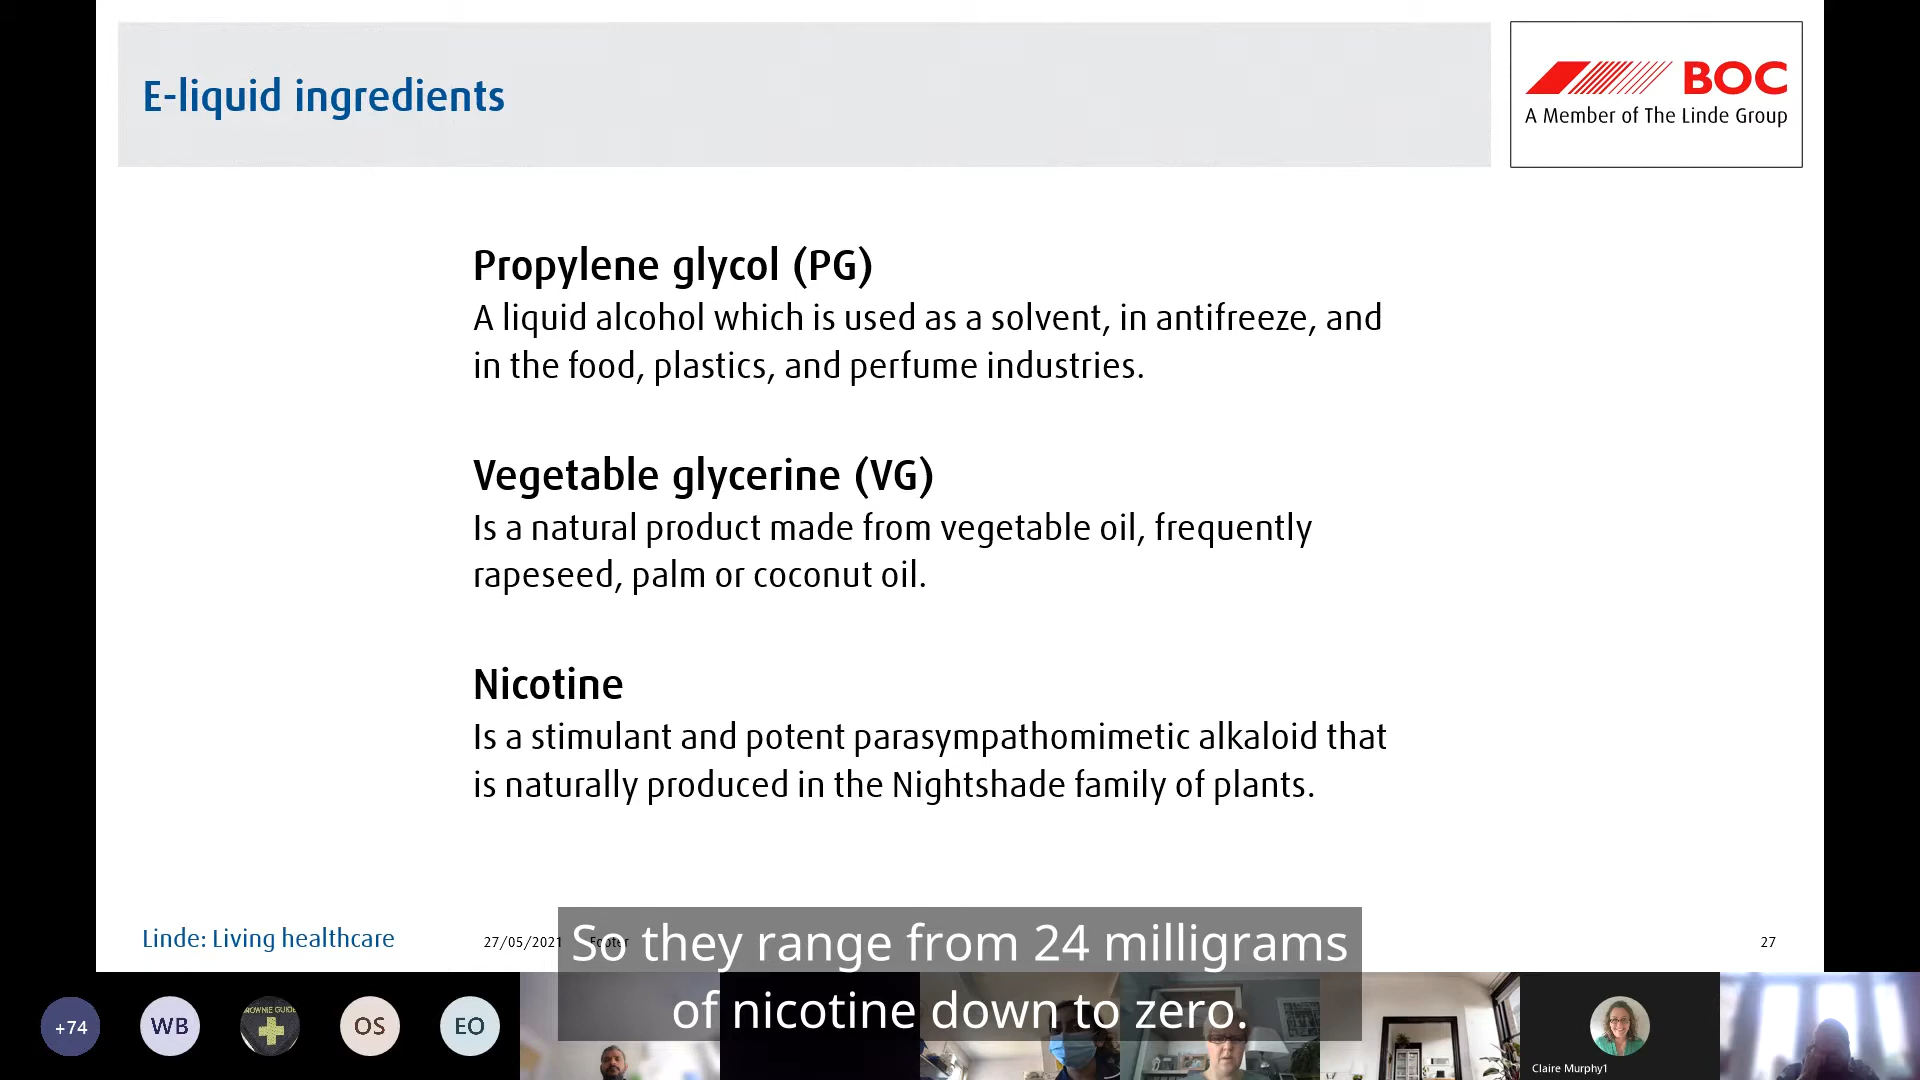 E-liquid ingredients
BOC
A Member of The Linde Group
Propylene glycol (PG)
A liquid alcohol which is used as a solvent, in antifreeze, and
in the food, plastics, and perfume industries.
Vegetable glycerine (VG)
Is a natural product made from vegetable oil, frequently
rapeseed, palm or coconut oil.
Nicotine
Is a stimulant and potent parasympathomimetic alkaloid that
is naturally produced in the Nightshade family of plants.
Linde: Living healthcare
27/05/2021
Footer
27
So they range from 24 milligrams
of nicotine down to zero.
+74
WB
OS
EO
Claire Murphy1